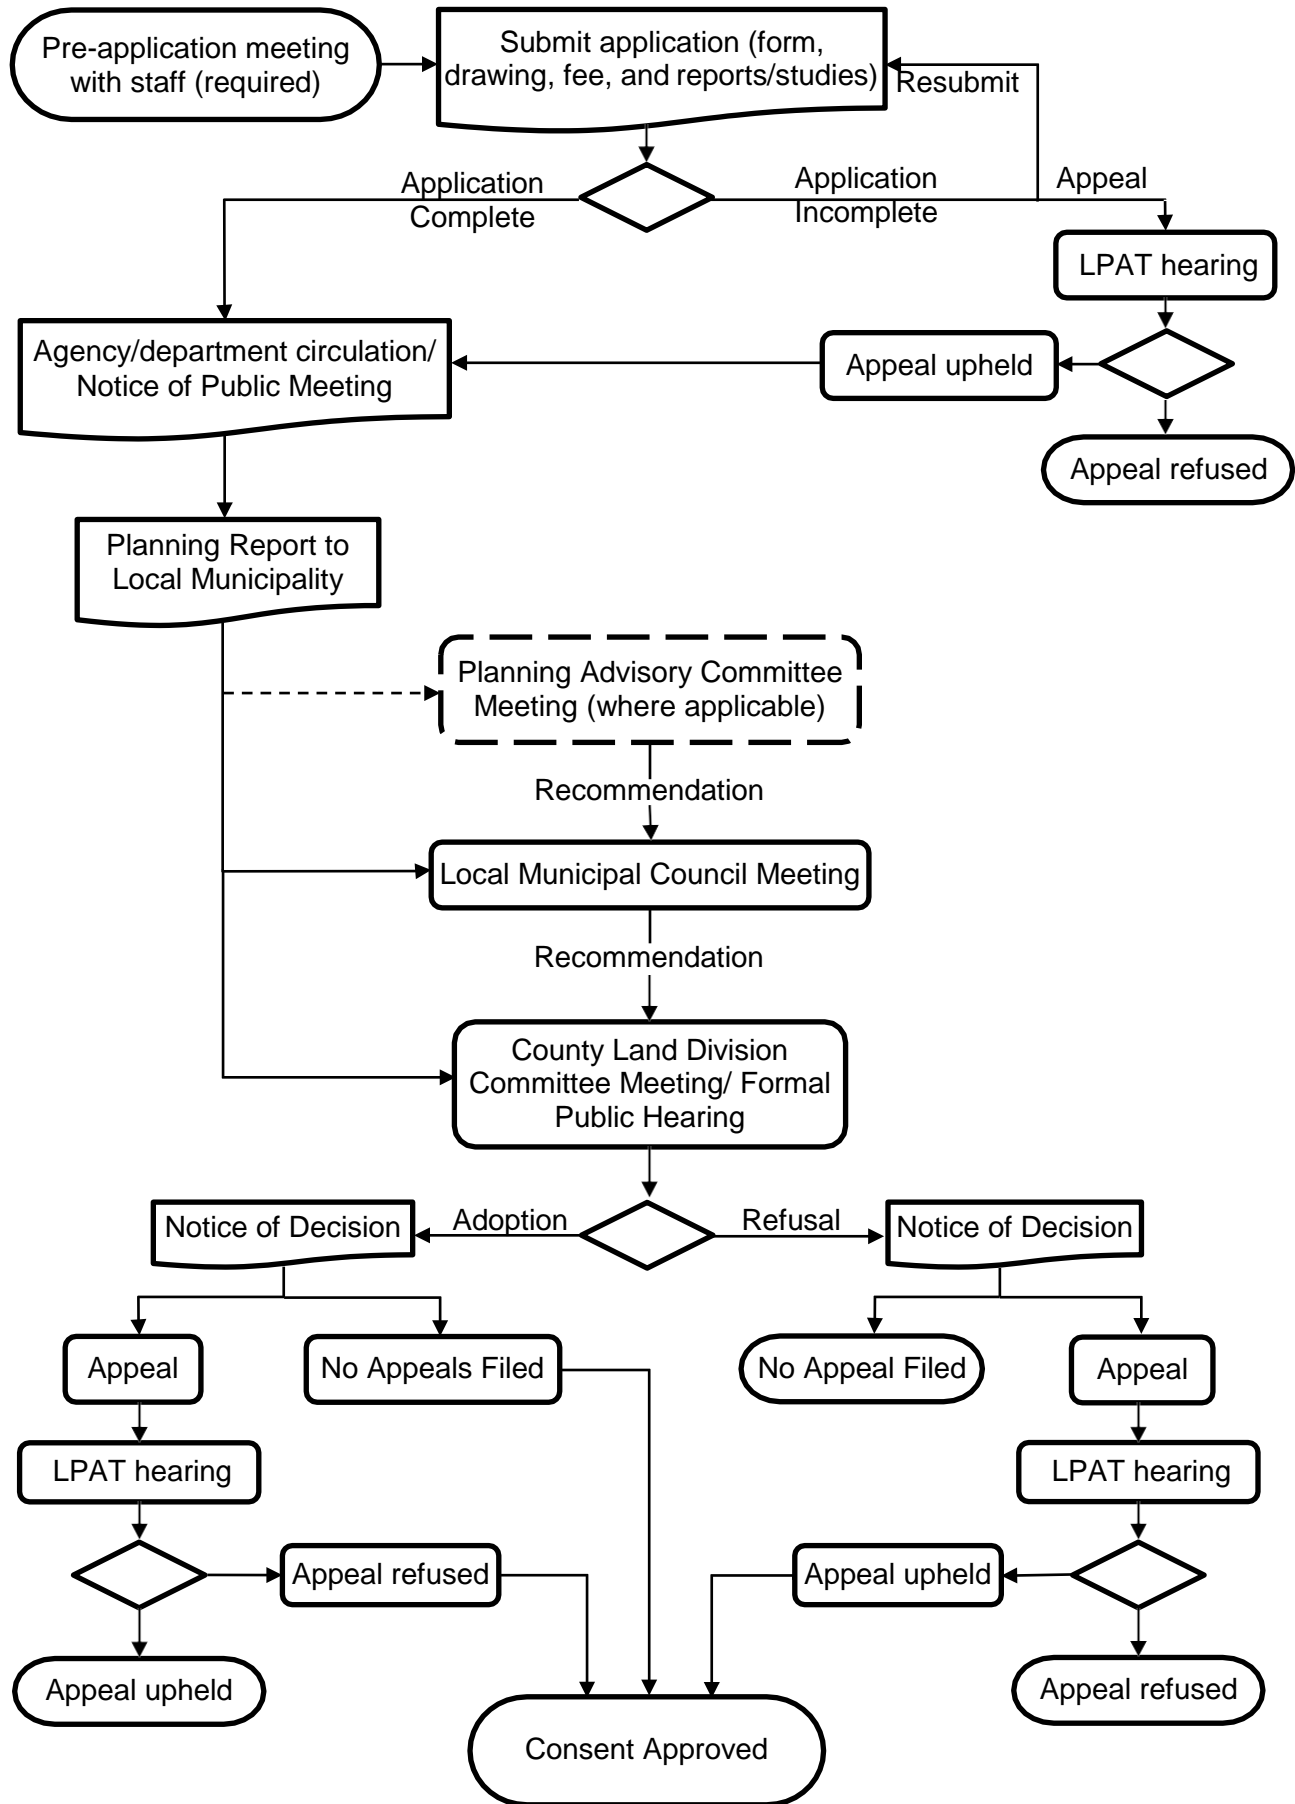 Pre-application meeting
with staff (required)
Submit application (form,
drawing, fee, and reports/studies)
Resubmit
Application
Complete
Application
Incomplete
Appeal
LPAT hearing
Agency/department circulation/
Notice of Public Meeting
Appeal upheld
Appeal refused
Planning Report to
Local Municipality
Planning Advisory Committee
Meeting (where applicable)
Recommendation
Local Municipal Council Meeting
Recommendation
County Land Division
Committee Meeting/ Formal
Public Hearing
Notice of Decision
Adoption
Refusal
Notice of Decision
Appeal
No Appeals Filed
No Appeal Filed
Appeal
LPAT hearing
LPAT hearing
Appeal refused
Appeal upheld
Appeal upheld
Appeal refused
Consent Approved